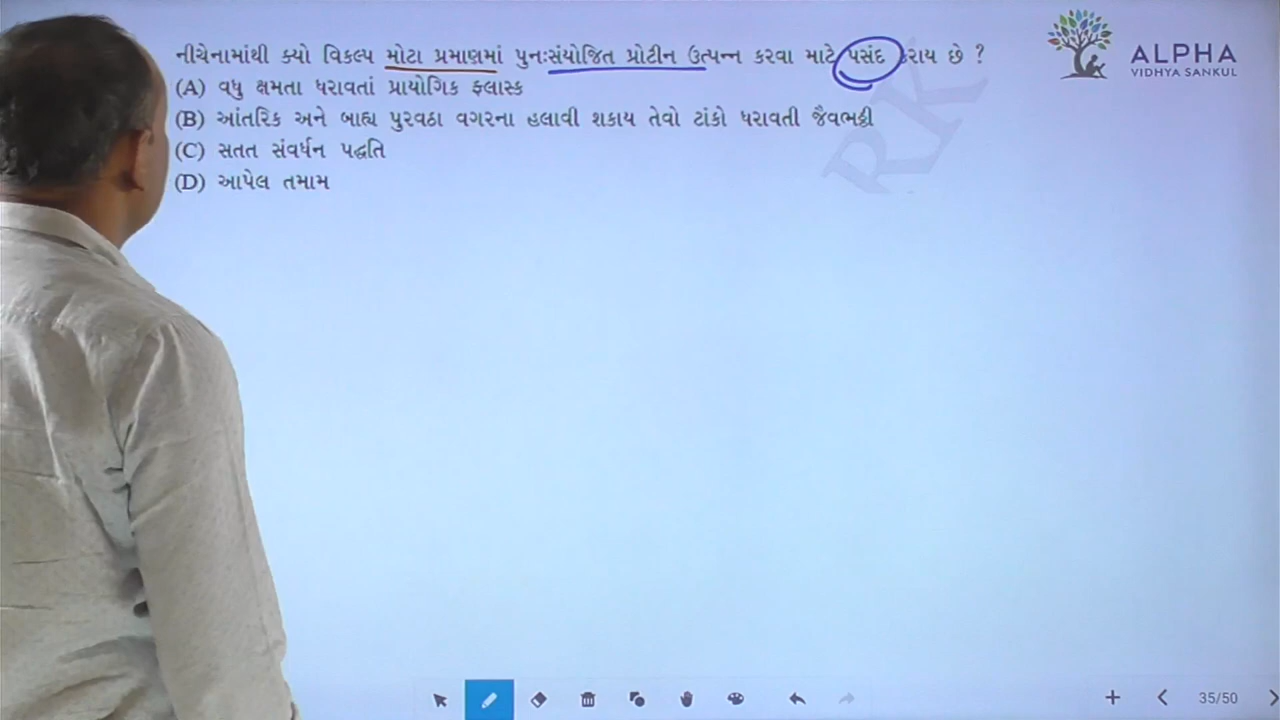 નીચેનામાંથી ક્યો વિકલ્પ મોટા પ્રમાણમાં પુનઃસંયોજિત પ્રોટીન ઉત્પન્ન કરવા માટે પસંદ કરાય છે ?
(A) વધુ ક્ષમતા ધરાવતાં પ્રાયોગિક ફ્લાસ્ક
(B) આંતરિક અને બાહ્ય પુરવઠા વગરના હલાવી શકાય તેવો ટાંકો ધરાવતી જૈવભઠ્ઠી
(C) સતત સંવર્ધન પદ્ધતિ
(D) આપેલ તમામ
RK
ALPHA
VIDHYA SANKUL
35/50